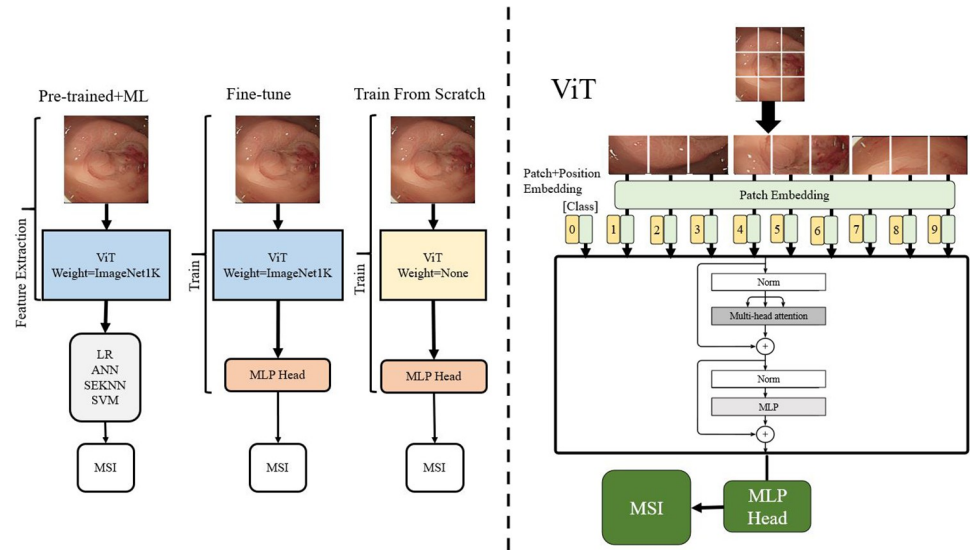 Pre-trained+ML
Feature Extraction
ViT
Weight=ImageNet1K
LR
ANN
SEKNN
SVM
MSI
Fine-tune
Train
ViT
Weight=ImageNet1K
MLP Head
MSI
Train From Scratch
Train
ViT
Weight=None
MLP Head
MSI
ViT
Patch+Position
Embedding
[Class]
Patch Embedding
0 1 2 3 4 5 6 7 8 9
Norm
Multi-head attention
+
Norm
MLP
+
MLP
Head
MSI